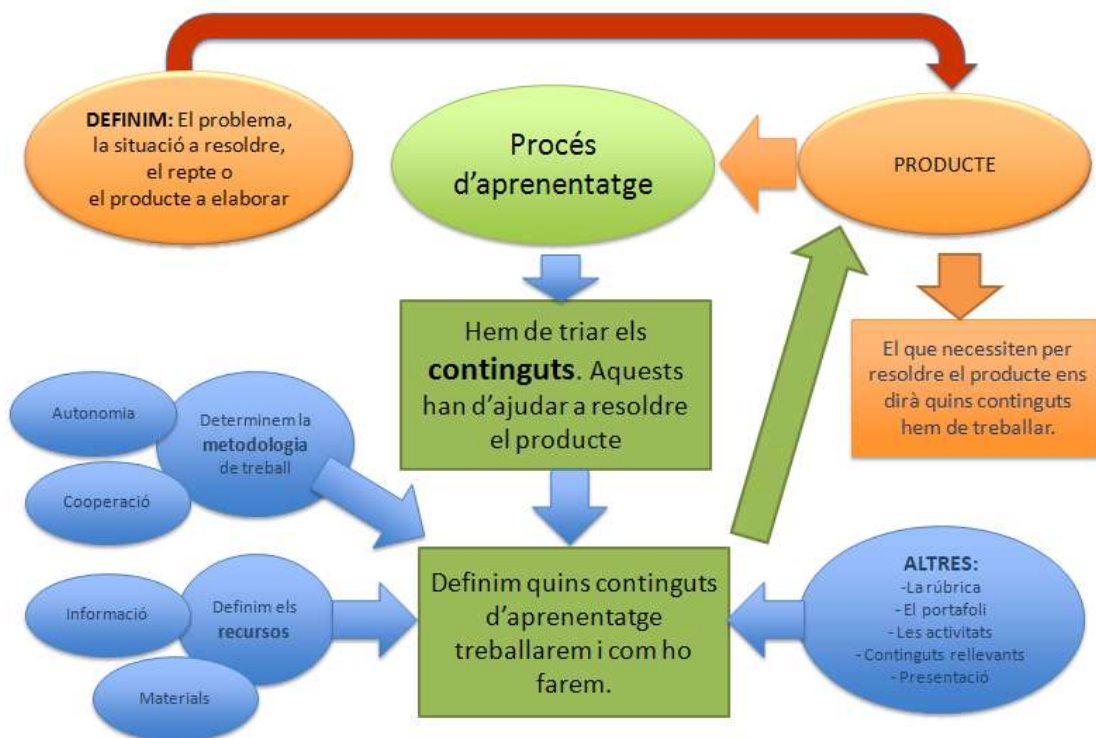 DEFINIM: El problema,
la situació a resoldre,
el repte o
el producte a elaborar
Procés
d'aprenentatge
PRODUCTE
Hem de triar els
continguts. Aquests
han d'ajudar a resoldre
el producte
El que necessiten per
resoldre el producte ens
dirà quins continguts
hem de treballar.
Autonomia
Cooperació
Determinem la
metodologia
de treball
Informació
Materials
Definim els
recursos
Definim quins continguts
d'aprenentatge
treballarem i com ho
farem.
ALTRES:
-La rúbrica
- El portafoli
- Les activitats
- Continguts rellevants
- Presentació